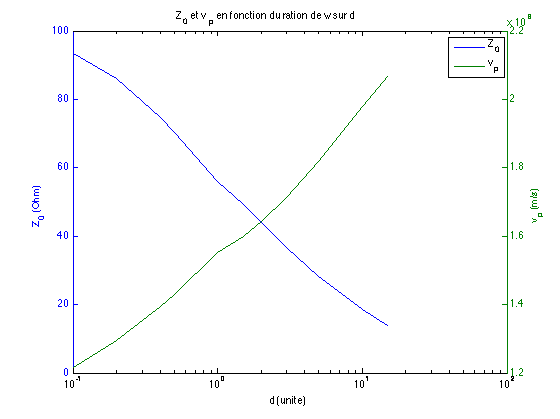 Z0 et vp en fonction du ration de w sur d
x 10^8
100
80
60
40
20
0
Z0 (Ohm)
2.2
2
1.8
1.6
1.4
1.2
vp (m/s)
Z0
vp
10^-1
10^0
10^1
10^2
d (unite)